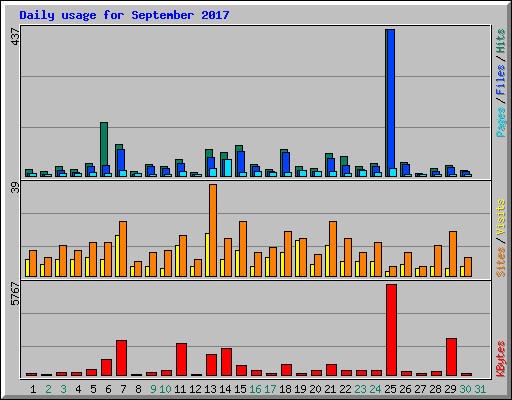 Daily usage for September 2017
437
Pages / Files / Hits
39
Sites / Visits
5767
KBytes
1 2 3 4 5 6 7 8 9 10 11 12 13 14 15 16 17 18 19 20 21 22 23 24 25 26 27 28 29 30 31